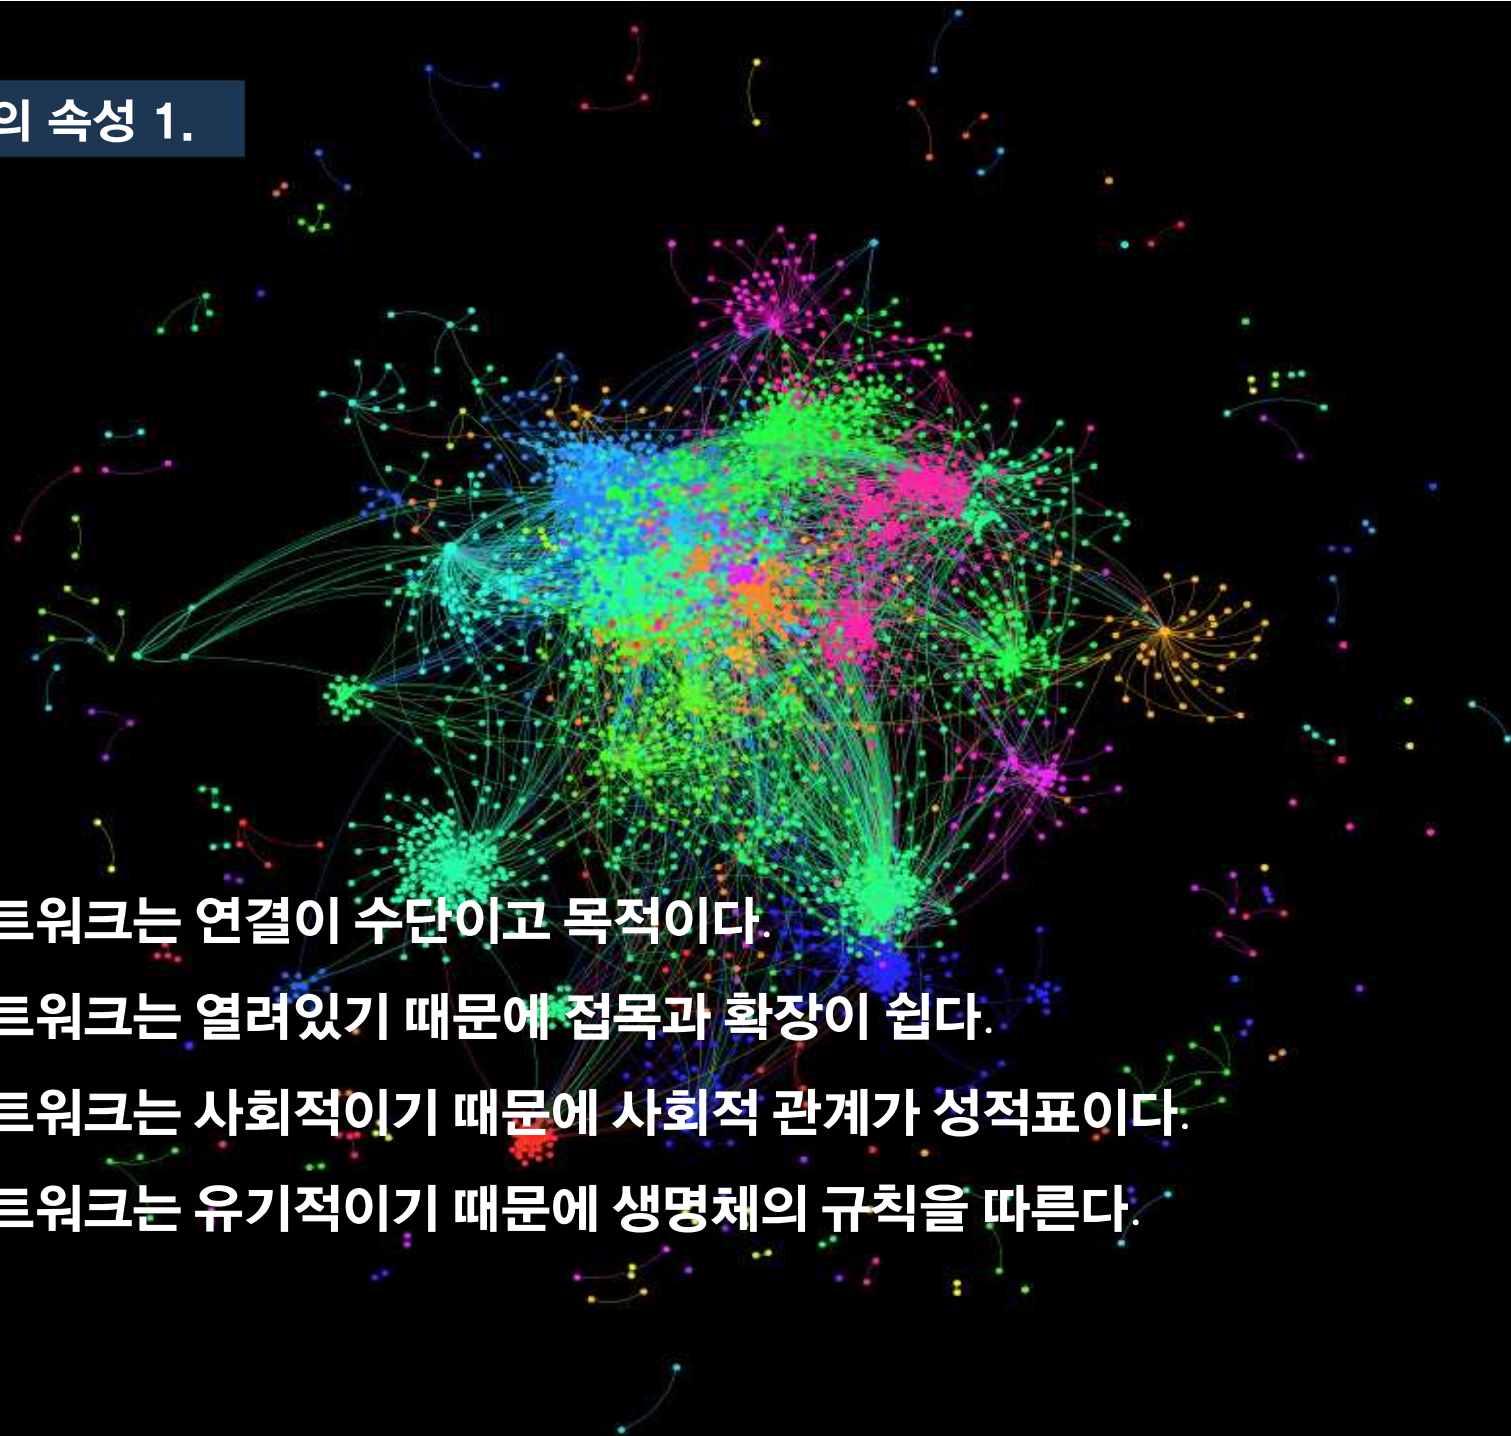 의 속성 1.
트워크는 연결이 수단이고 목적이다.
트워크는 열려있기 때문에 접목과 확장이 쉽다.
트워크는 사회적이기 때문에 사회적 관계가 성적표이다.
트워크는 유기적이기 때문에 생명체의 규칙을 따른다.